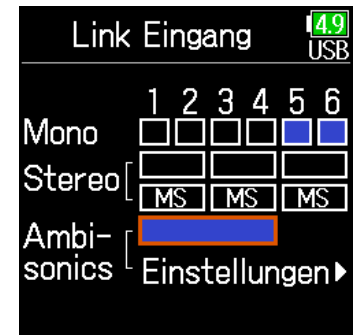 Link Eingang 4.9 USB
1 2 3 4 5 6
Mono
Stereo
MS MS MS
Ambi-
sonics
Einstellungen